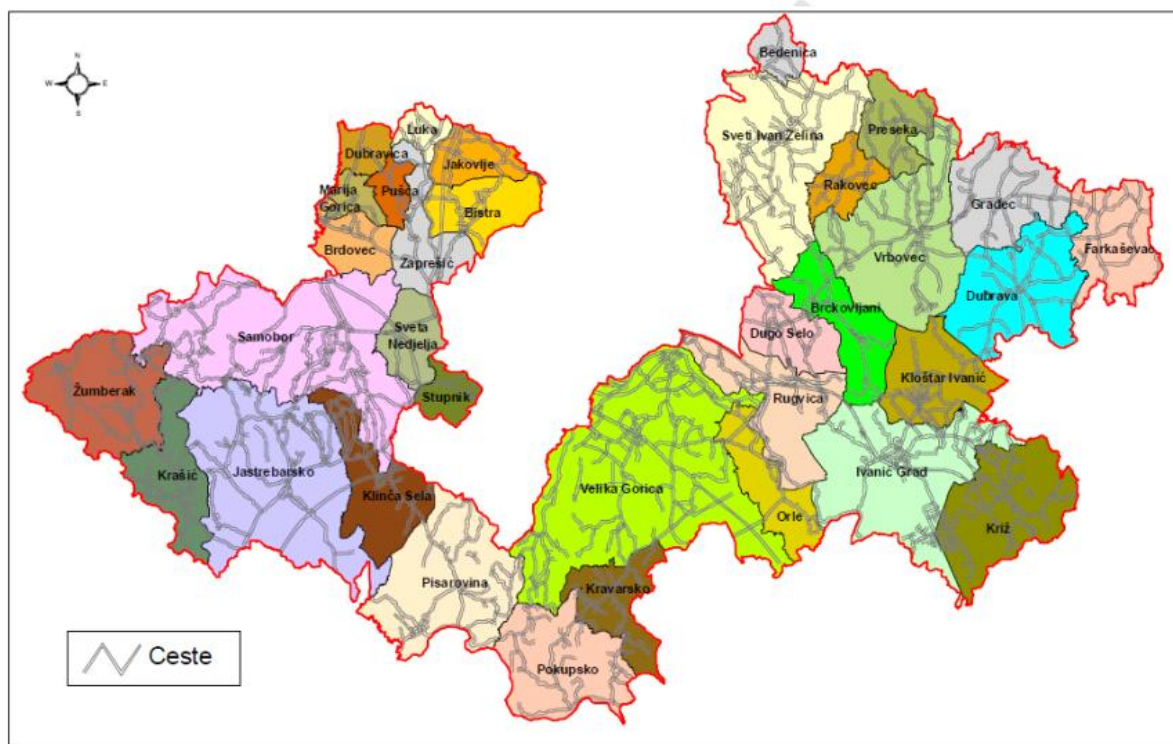 N
W E
S
Bedenica
Luka
Sveti Ivan Zelina
Preseka
Dubravica
Jakovlje
Marija
Gorica
Pušća
Rakovec
Gradec
Bistra
Brdovec
Farkaševac
Zaprešić
Vrbovec
Dubrava
Brckovljani
Samobor
Sveta
Nedjelja
Dugo Selo
Žumberak
Stupnik
Rugvica
Kloštar Ivanić
Krašić
Jastrebarsko
Klinča Sela
Velika Gorica
Ivanić Grad
Orle
Križ
Pisarovina
Kravarsko
Pokupsko
Ceste